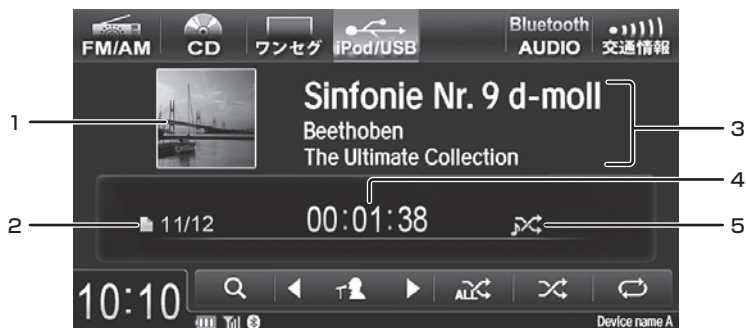 FM/AM
CD
ワンセグ
iPod/USB
Bluetooth
AUDIO
交通情報
1
Sinfonie Nr. 9 d-moll
Beethoben
The Ultimate Collection
3
4
2
11/12
00:01:38
5
10:10
ALL
Device name A